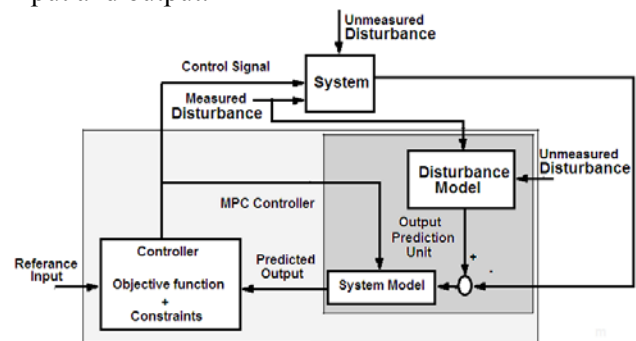 Unmeasured
Disturbance
Control Signal
System
Measured
Disturbance
Disturbance
Model
Unmeasured
Disturbance
MPC Controller
Output
Prediction
Unit
+
-
Controller
Objective function
+
Constraints
Referance
Input
Predicted
Output
System Model
m